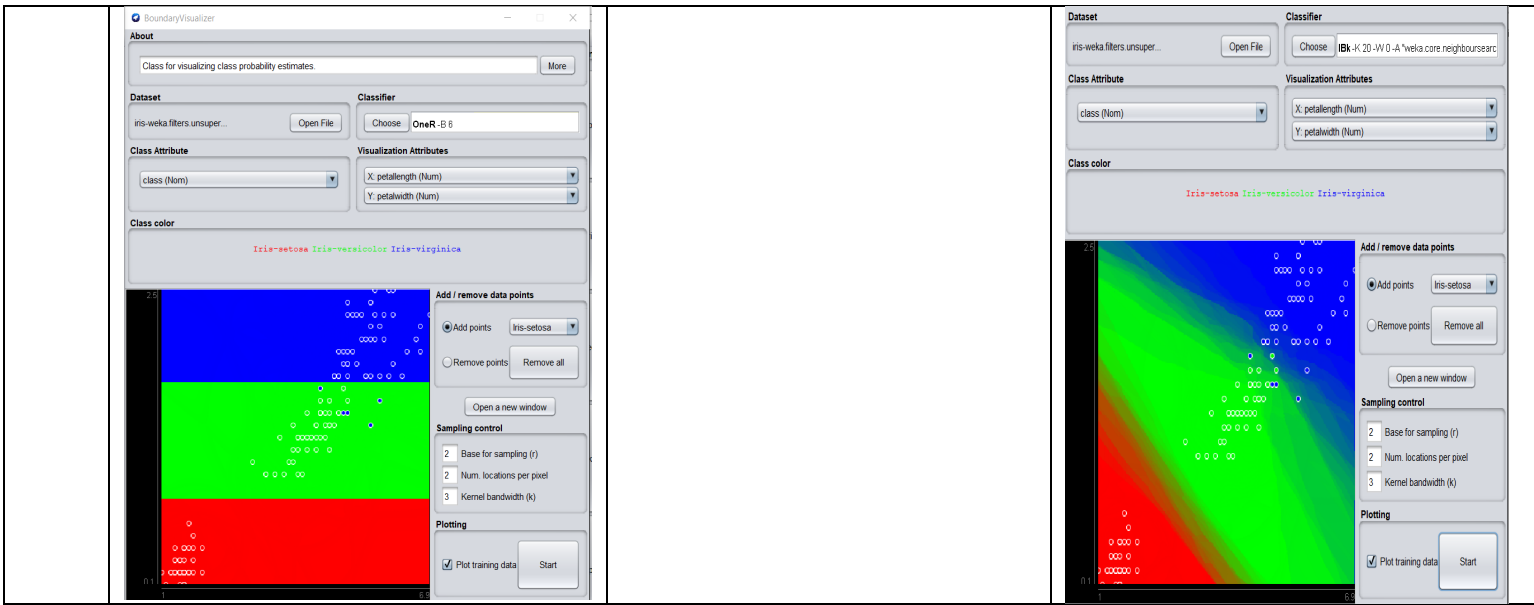 BoundaryVisualizer
About
Class for visualizing class probability estimates.
More
Dataset
Classifier
iris-weka.filters.unsuper...
Open File
Choose
OneR -B 6
Class Attribute
Visualization Attributes
class (Nom)
X: petallength (Num)
Y: petalwidth (Num)
Class color
Iris-setosa Iris-versicolor Iris-virginica
2.5
0.1
1
6.9
Add / remove data points
Add points
Iris-setosa
Remove points
Remove all
Open a new window
Sampling control
2 Base for sampling (r)
2 Num. locations per pixel
3 Kernel bandwidth (k)
Plotting
Plot training data
Start
Dataset
Classifier
iris-weka.filters.unsuper...
Open File
Choose
IBk -K 20 -W 0 -A "weka.core.neighboursearc
Class Attribute
Visualization Attributes
class (Nom)
X: petallength (Num)
Y: petalwidth (Num)
Class color
Iris-setosa Iris-versicolor Iris-virginica
2.5
0.1
1
6.9
Add / remove data points
Add points
Iris-setosa
Remove points
Remove all
Open a new window
Sampling control
2 Base for sampling (r)
2 Num. locations per pixel
3 Kernel bandwidth (k)
Plotting
Plot training data
Start